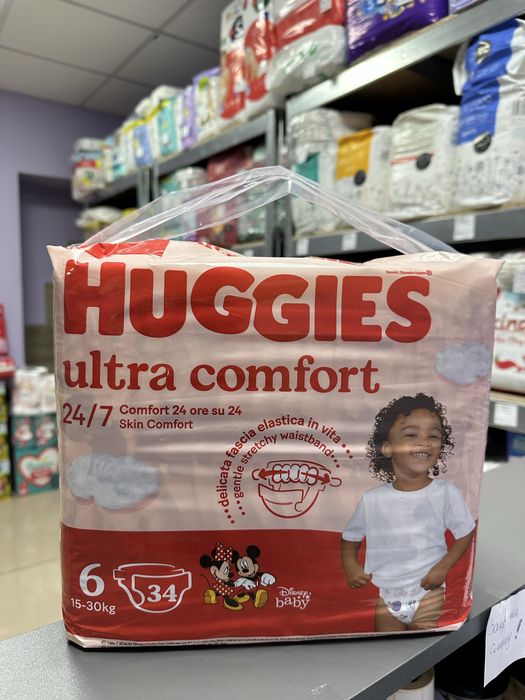 HUGGIES
ultra comfort
24/7 Comfort 24 ore su 24
Skin Comfort
delicata fascia elastica in vita
gentle stretchy waistband
6
15-30kg
34
Disney
baby